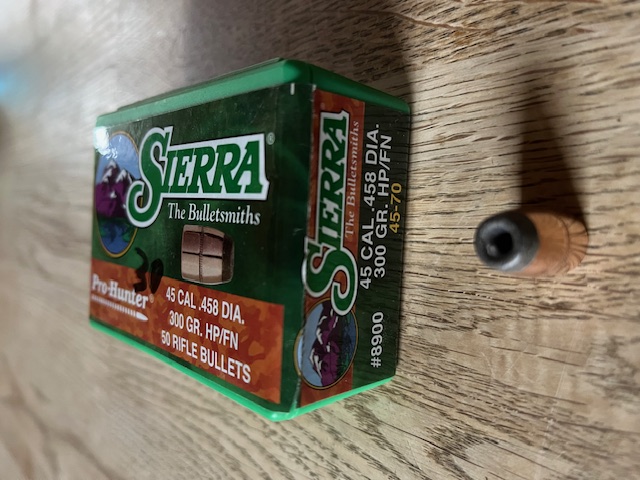 SIERRA®
The Bulletsmiths
30
Pro-Hunter
45 CAL .458 DIA.
300 GR. HP/FN
50 RIFLE BULLETS
SIERRA
The Bulletsmiths
45 CAL .458 DIA.
300 GR. HP/FN
45-70
#8900